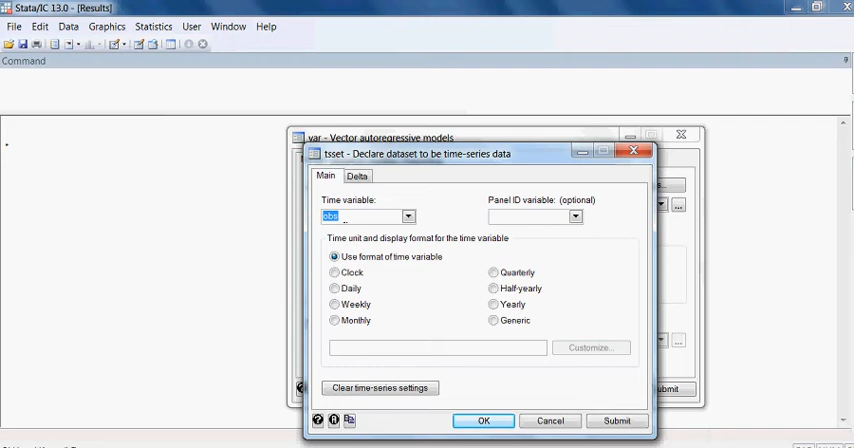 Stata/IC 13.0 - [Results]
File Edit Data Graphics Statistics User Window Help
Command
var - Vector autoregressive models
tsset - Declare dataset to be time-series data
Main Delta
Time variable: Panel ID variable: (optional)
obs
Time unit and display format for the time variable
Use format of time variable
Clock Quarterly
Daily Half-yearly
Weekly Yearly
Monthly Generic
Customize...
Clear time-series settings
OK Cancel Submit